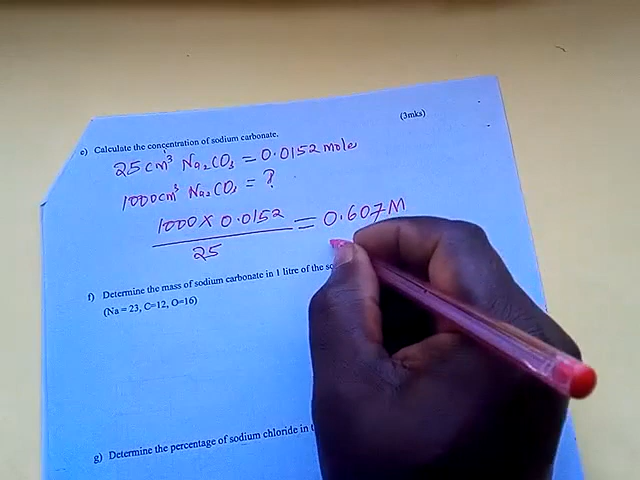 (3mks)
e) Calculate the concentration of sodium carbonate.
25cm³ Na₂CO₃ = 0.0152 mole
1000cm³ Na₂CO₃ = ?
1000 × 0.0152 = 0.607M
25
f) Determine the mass of sodium carbonate in 1 litre of the
(Na = 23, C=12, O=16)
g) Determine the percentage of sodium chloride in